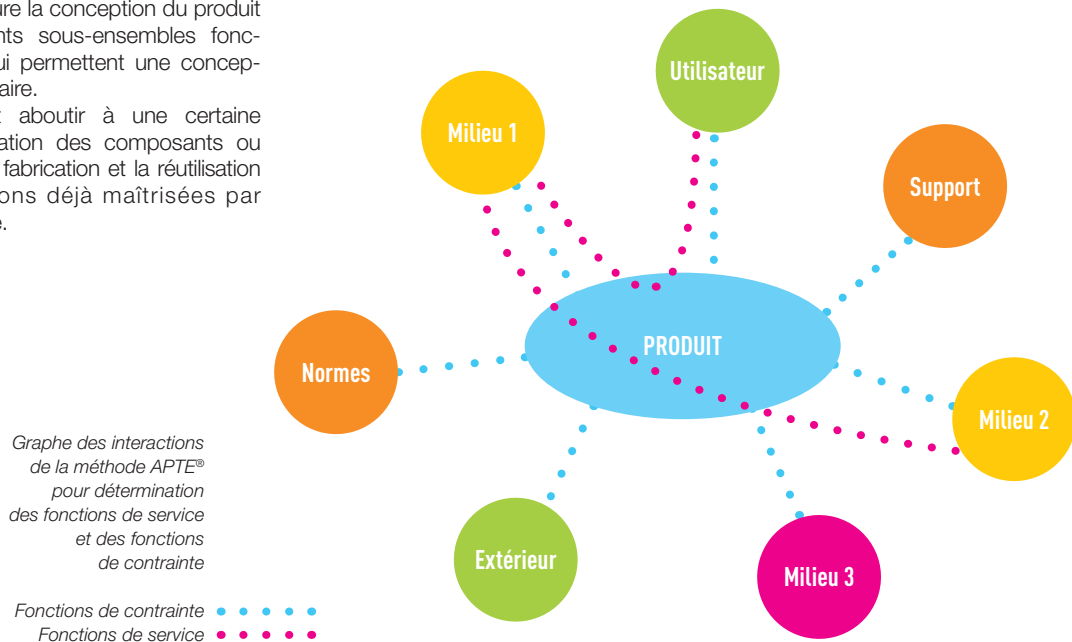 ure la conception du produit
nts sous-ensembles fonc-
ui permettent une concep-
aire.
t aboutir à une certaine
ation des composants ou
fabrication et la réutilisation
ons déjà maîtrisées par
e.
Utilisateur
Milieu 1
Support
PRODUIT
Normes
Milieu 2
Extérieur
Milieu 3
Graphe des interactions
de la méthode APTE®
pour détermination
des fonctions de service
et des fonctions
de contrainte
Fonctions de contrainte
Fonctions de service